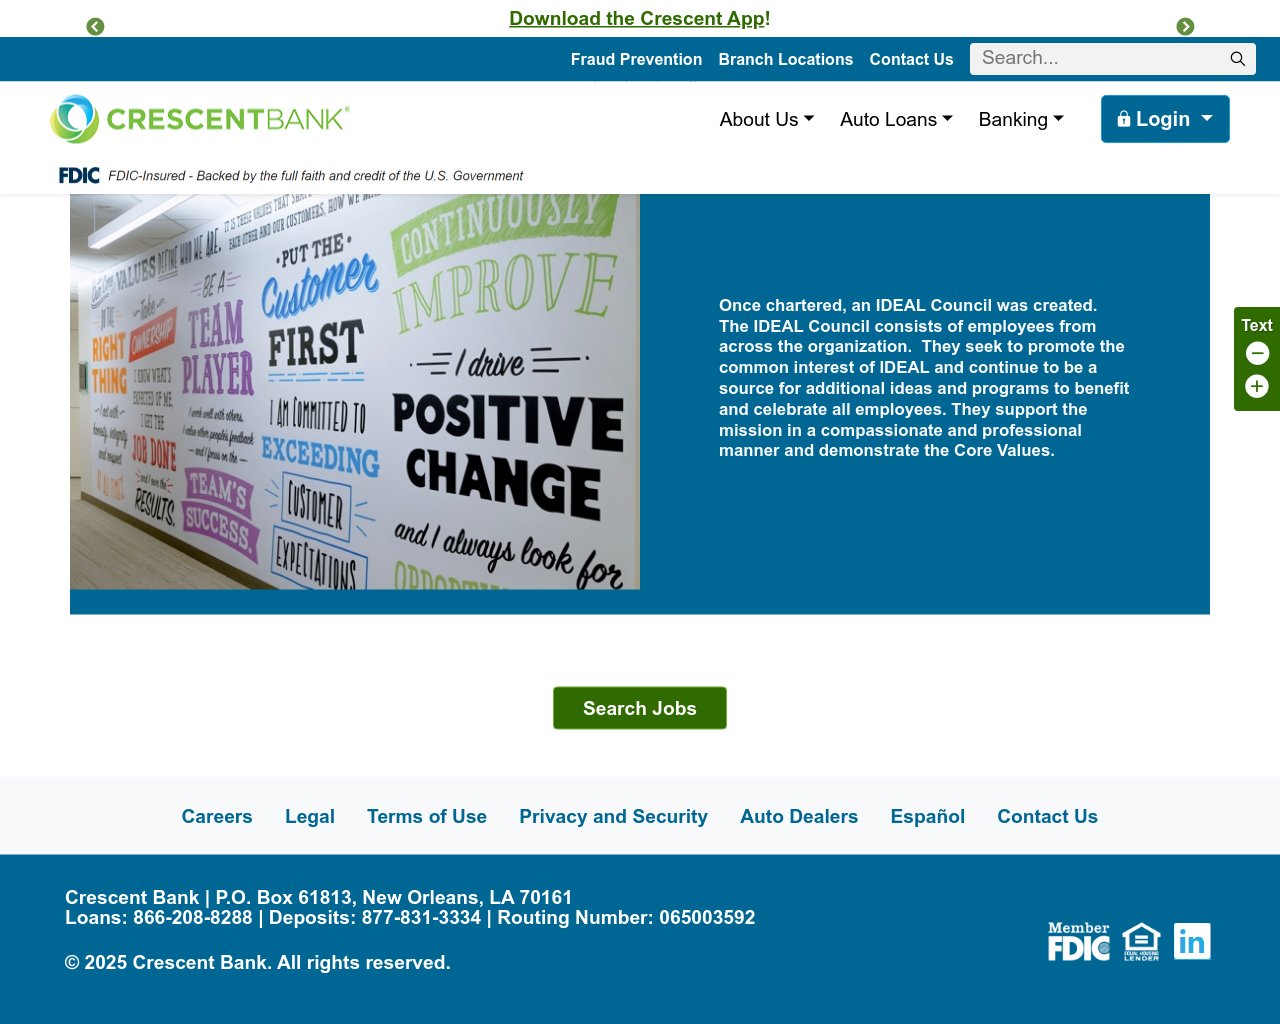 Download the Crescent App!
Fraud Prevention Branch Locations Contact Us Search...
CRESCENTBANK®
About Us Auto Loans Banking Login
FDIC FDIC-Insured - Backed by the full faith and credit of the U.S. Government
IT IS THESE VALUES THAT
EACH OTHER AND OUR CUSTOMERS, HOW WE
Our Core VALUES DEFINE WHO WE ARE.
DO THE
RIGHT
THING
I act with
honesty, integrity
and respect
AT ALL TIMES.
Take
OWNERSHIP
I KNOW WHAT'S
EXPECTED OF ME.
I GET THE
JOB DONE
and I own the
RESULTS.
BE A
TEAM
PLAYER
I work well with others.
I value other people's feedback
and I focus on the
TEAM'S
SUCCESS.
PUT THE
Customer
FIRST
I AM COMMITTED TO
EXCEEDING
CUSTOMER
EXPECTATIONS
CONTINUOUSLY
IMPROVE
I drive
POSITIVE
CHANGE
and I always look for
Once chartered, an IDEAL Council was created.
The IDEAL Council consists of employees from
across the organization. They seek to promote the
common interest of IDEAL and continue to be a
source for additional ideas and programs to benefit
and celebrate all employees. They support the
mission in a compassionate and professional
manner and demonstrate the Core Values.
Text
Search Jobs
Careers Legal Terms of Use Privacy and Security Auto Dealers Español Contact Us
Crescent Bank | P.O. Box 61813, New Orleans, LA 70161
Loans: 866-208-8288 | Deposits: 877-831-3334 | Routing Number: 065003592
© 2025 Crescent Bank. All rights reserved.
Member
FDIC
EQUAL HOUSING
LENDER
in